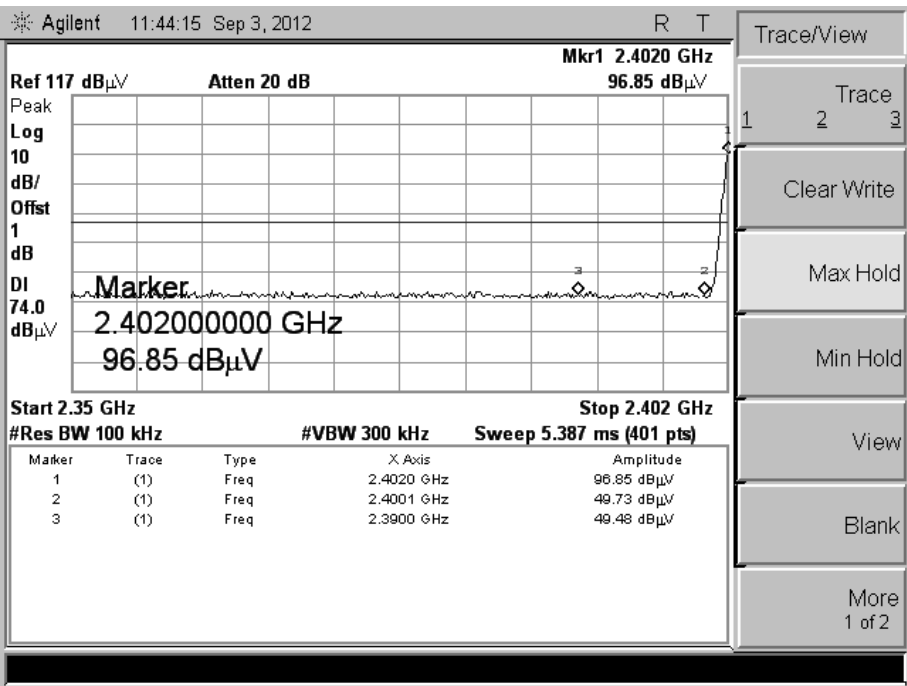 Agilent 11:44:15 Sep 3, 2012 R T
Mkr1 2.4020 GHz
Ref 117 dBµV Atten 20 dB 96.85 dBµV
Peak
Log
10
dB/
Offst
1
dB
DI
74.0
dBµV
1
3
2
Marker
2.402000000 GHz
96.85 dBµV
Start 2.35 GHz Stop 2.402 GHz
#Res BW 100 kHz #VBW 300 kHz Sweep 5.387 ms (401 pts)
Marker Trace Type X Axis Amplitude
1 (1) Freq 2.4020 GHz 96.85 dBµV
2 (1) Freq 2.4001 GHz 49.73 dBµV
3 (1) Freq 2.3900 GHz 49.48 dBµV
Trace/View
Trace
1 2 3
Clear Write
Max Hold
Min Hold
View
Blank
More
1 of 2